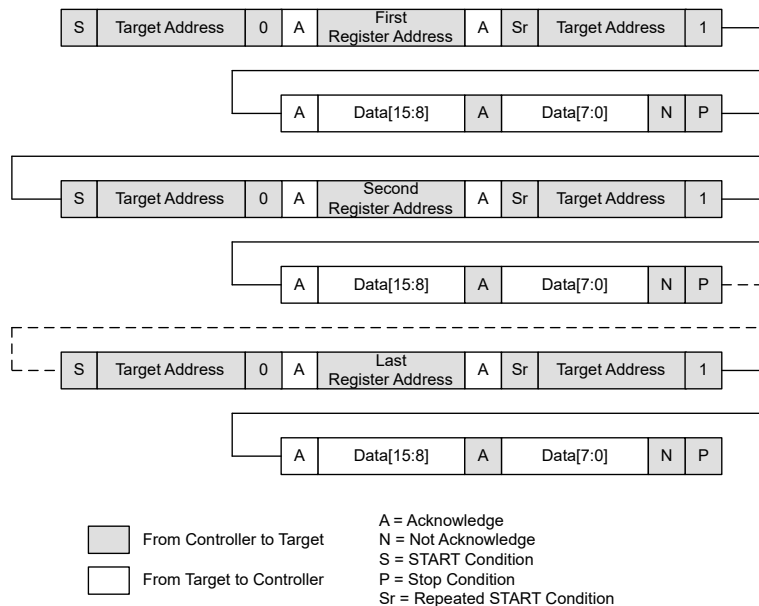 S Target Address 0 A First Register Address A Sr Target Address 1
A Data[15:8] A Data[7:0] N P
S Target Address 0 A Second Register Address A Sr Target Address 1
A Data[15:8] A Data[7:0] N P
S Target Address 0 A Last Register Address A Sr Target Address 1
A Data[15:8] A Data[7:0] N P
From Controller to Target
From Target to Controller
A = Acknowledge
N = Not Acknowledge
S = START Condition
P = Stop Condition
Sr = Repeated START Condition